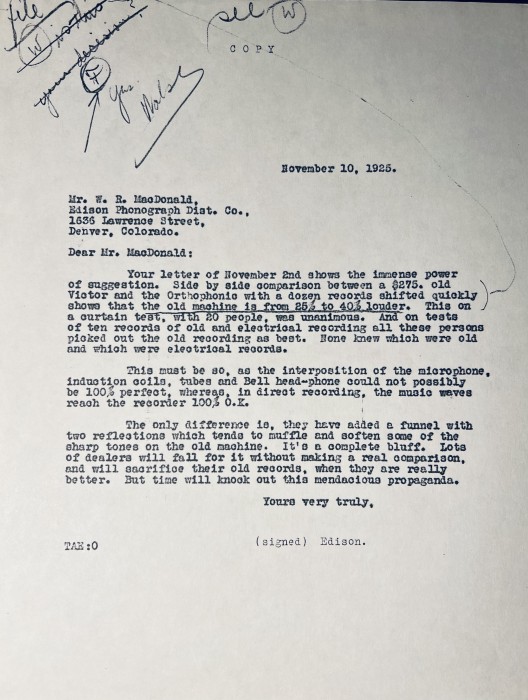 file
see W
W is this
your decision?
COPY
Yes
November 10, 1925.
Mr. W. R. MacDonald,
Edison Phonograph Dist. Co.,
1636 Lawrence Street,
Denver, Colorado.
Dear Mr. MacDonald:
Your letter of November 2nd shows the immense power
of suggestion. Side by side comparison between a $275. old
Victor and the Orthophonic with a dozen records shifted quickly
shows that the old machine is from 25% to 40% louder. This on
a curtain test, with 20 people, was unanimous. And on tests
of ten records of old and electrical recording all these persons
picked out the old recording as best. None knew which were old
and which were electrical records.
This must be so, as the interposition of the microphone,
induction coils, tubes and Bell head-phone could not possibly
be 100% perfect, whereas, in direct recording, the music waves
reach the recorder 100% O.K.
The only difference is, they have added a funnel with
two reflections which tends to muffle and soften some of the
sharp tones on the old machine. It's a complete bluff. Lots
of dealers will fall for it without making a real comparison,
and will sacrifice their old records, when they are really
better. But time will knock out this mendacious propaganda.
Yours very truly,
(signed) Edison.
TAE:O